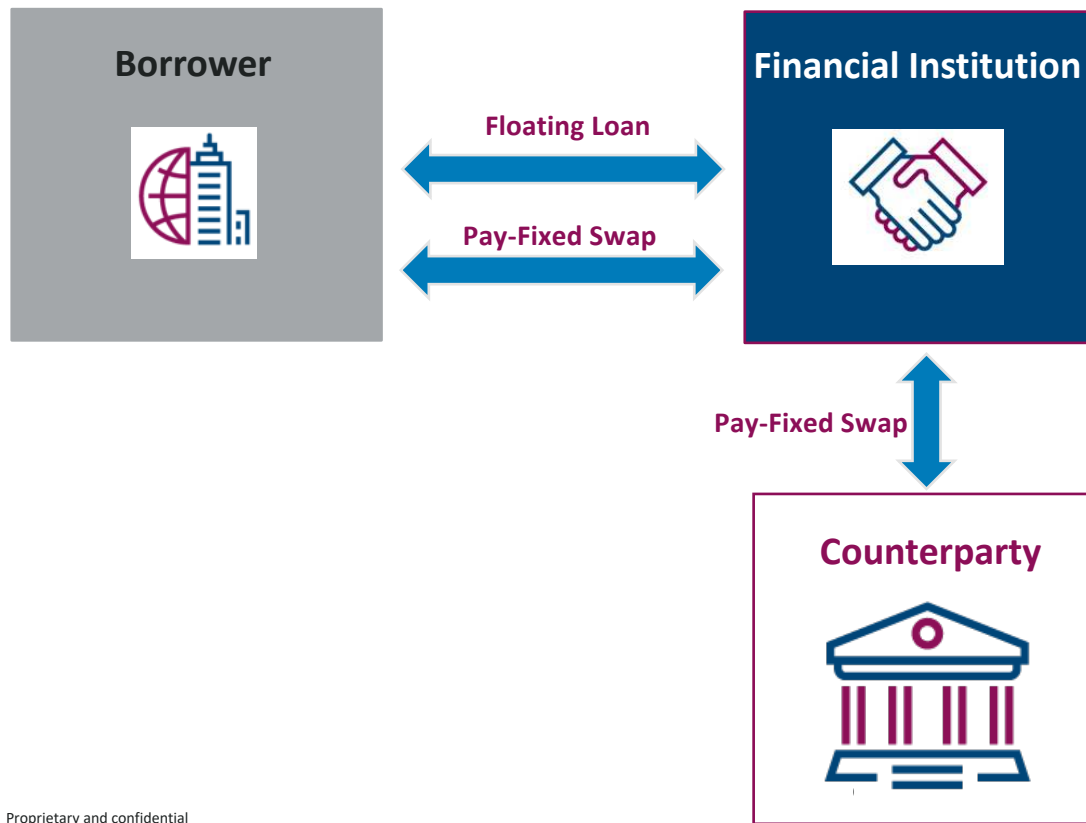 Borrower
Financial Institution
Floating Loan
Pay-Fixed Swap
Pay-Fixed Swap
Counterparty
Proprietary and confidential